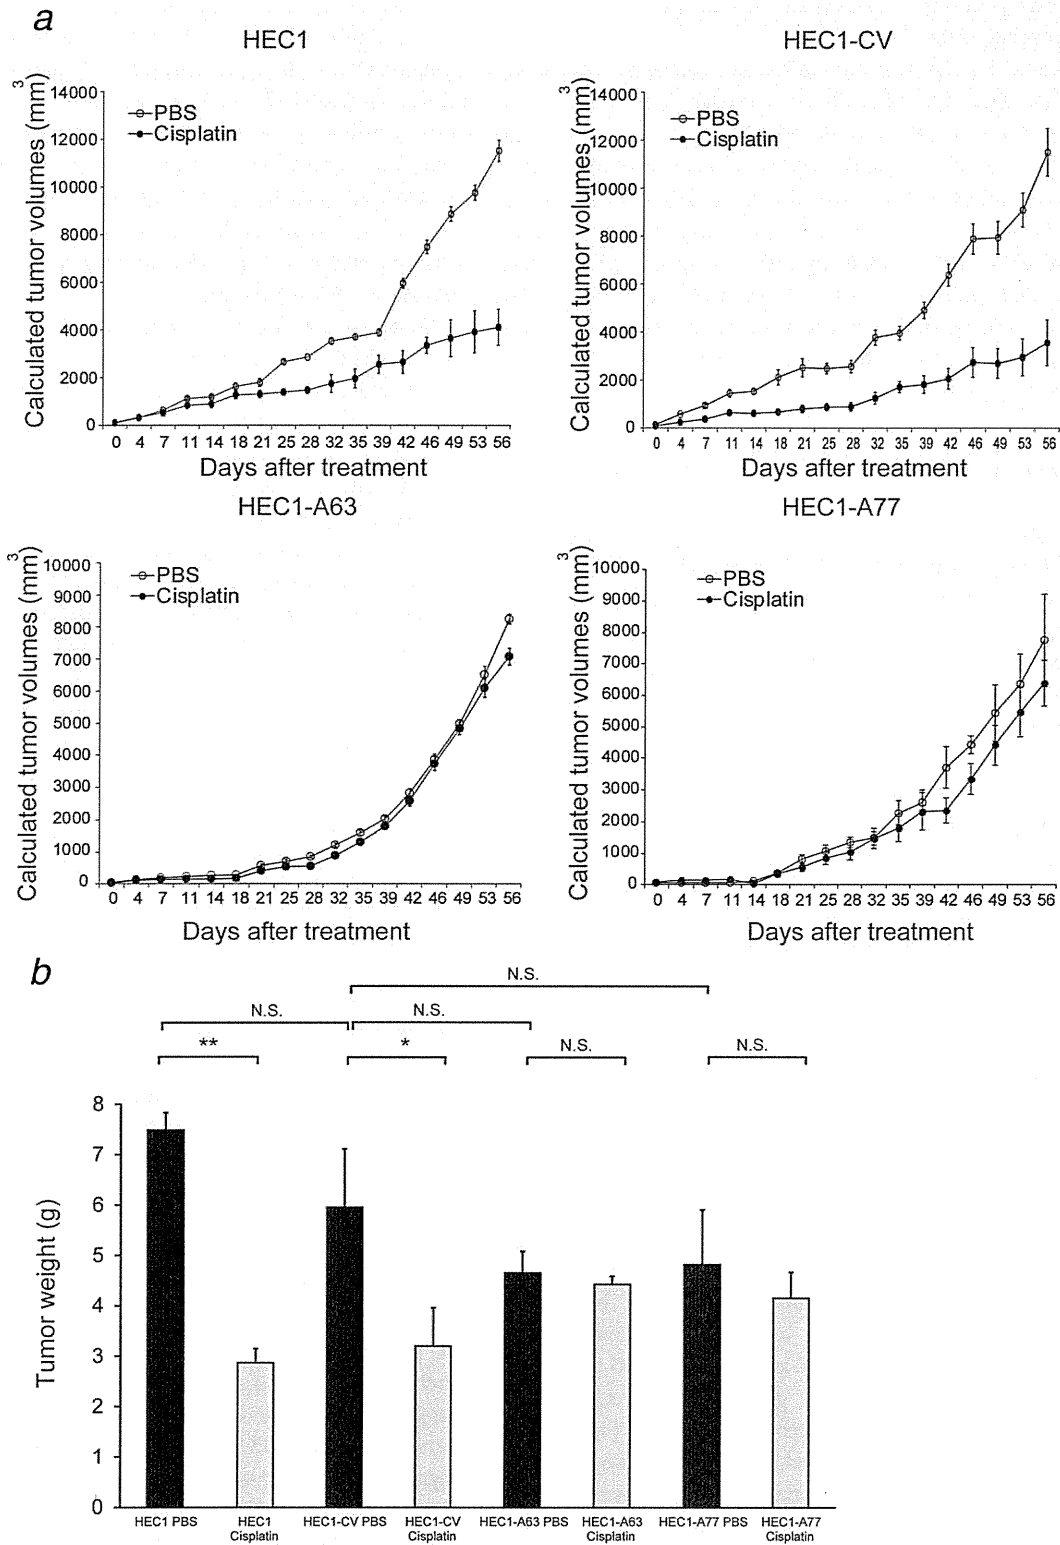 a
HEC1
HEC1-CV
Calculated tumor volumes (mm3)
14000
12000
10000
8000
6000
4000
2000
0
PBS
Cisplatin
0 4 7 11 14 18 21 25 28 32 35 39 42 46 49 53 56
Days after treatment
Calculated tumor volumes (mm3)
14000
12000
10000
8000
6000
4000
2000
0
PBS
Cisplatin
0 4 7 11 14 18 21 25 28 32 35 39 42 46 49 53 56
Days after treatment
HEC1-A63
HEC1-A77
Calculated tumor volumes (mm3)
10000
9000
8000
7000
6000
5000
4000
3000
2000
1000
0
PBS
Cisplatin
0 4 7 11 14 18 21 25 28 31 35 39 42 46 49 52 56
Days after treatment
Calculated tumor volumes (mm3)
10000
9000
8000
7000
6000
5000
4000
3000
2000
1000
0
PBS
Cisplatin
0 4 7 11 14 18 21 25 28 32 35 39 42 46 49 53 56
Days after treatment
b
N.S.
N.S.
N.S.
**
*
N.S.
N.S.
Tumor weight (g)
8
7
6
5
4
3
2
1
0
HEC1 PBS
HEC1
Cisplatin
HEC1-CV PBS
HEC1-CV
Cisplatin
HEC1-A63 PBS
HEC1-A63
Cisplatin
HEC1-A77 PBS
HEC1-A77
Cisplatin